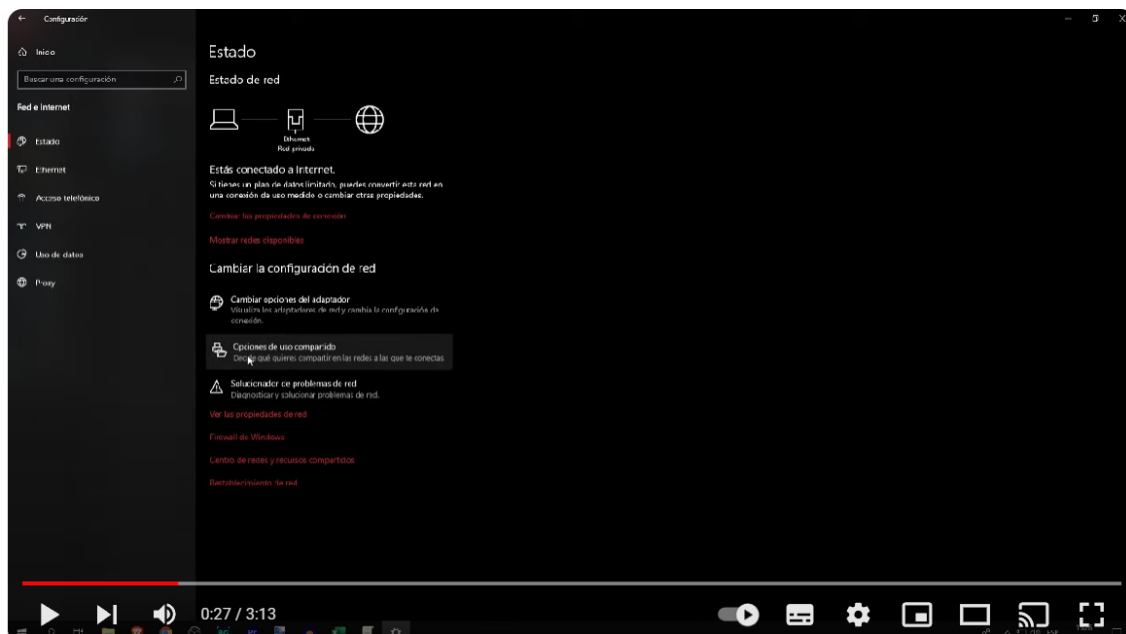 Configuración
Inicio
Buscar una configuración
Red e Internet
Estado
Ethernet
Acceso telefónico
VPN
Uso de datos
Proxy
Estado
Estado de red
Ethernet
Red privada
Estás conectado a Internet.
Si tienes un plan de datos limitado, puedes convertir esta red en
una conexión de uso medido o cambiar otras propiedades.
Cambiar las propiedades de conexión
Mostrar redes disponibles
Cambiar la configuración de red
Cambiar opciones del adaptador
Visualiza los adaptadores de red y cambia la configuración de
conexión.
Opciones de uso compartido
Decide qué quieres compartir en las redes a las que te conectas
Solucionador de problemas de red
Diagnosticar y solucionar problemas de red.
Ver las propiedades de red
Firewall de Windows
Centro de redes y recursos compartidos
Restablecimiento de red
0:27 / 3:13